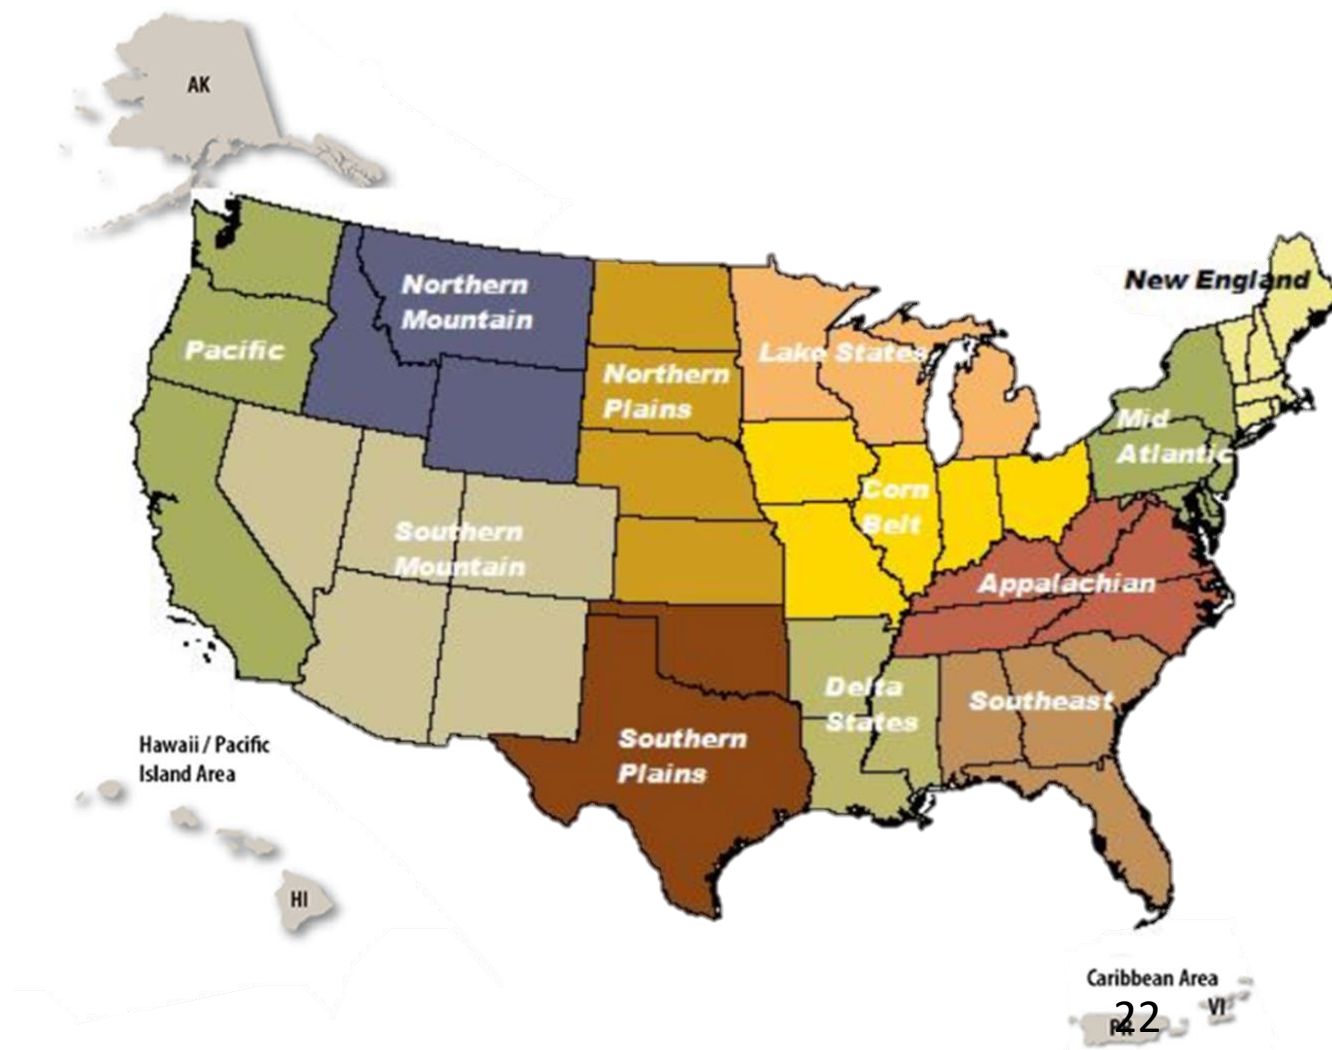 AK
New England
Northern
Mountain
Pacific
Lake States
Northern
Plains
Mid
Atlantic
Corn
Belt
Southern
Mountain
Appalachian
Delta
States
Southeast
Southern
Plains
Hawaii / Pacific
Island Area
HI
Caribbean Area
VI
PR
22